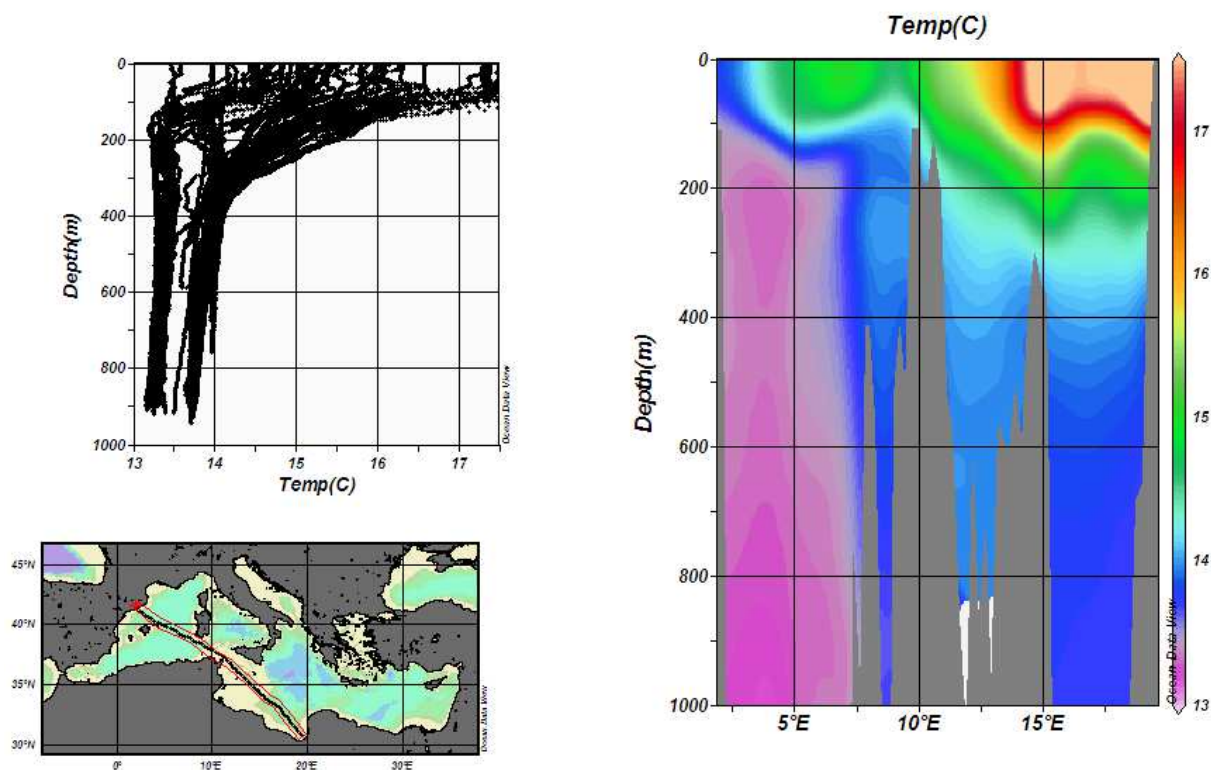 0
200
400
600
800
1000
Depth(m)
13
14
15
16
17
Temp(C)
Ocean Data View
45°N
40°N
35°N
30°N
0°
10°E
20°E
30°E
Ocean Data View
Temp(C)
0
200
400
600
800
1000
Depth(m)
5°E
10°E
15°E
17
16
15
14
13
Ocean Data View